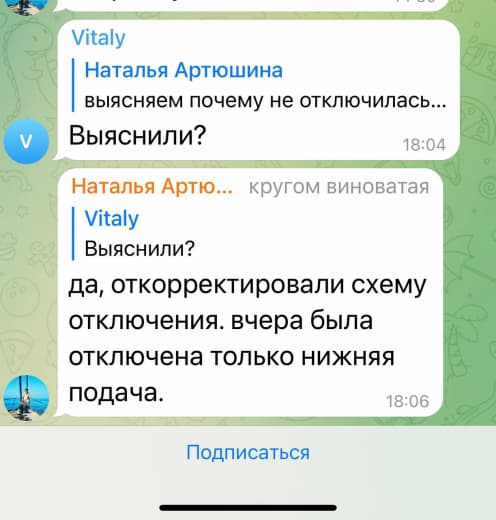 Vitaly
Наталья Артюшина
выясняем почему не отключилась...
Выяснили?
V
18:04
Наталья Артю... кругом виноватая
Vitaly
Выяснили?
да, откорректировали схему
отключения. вчера была
отключена только нижняя
подача.
18:06
Подписаться